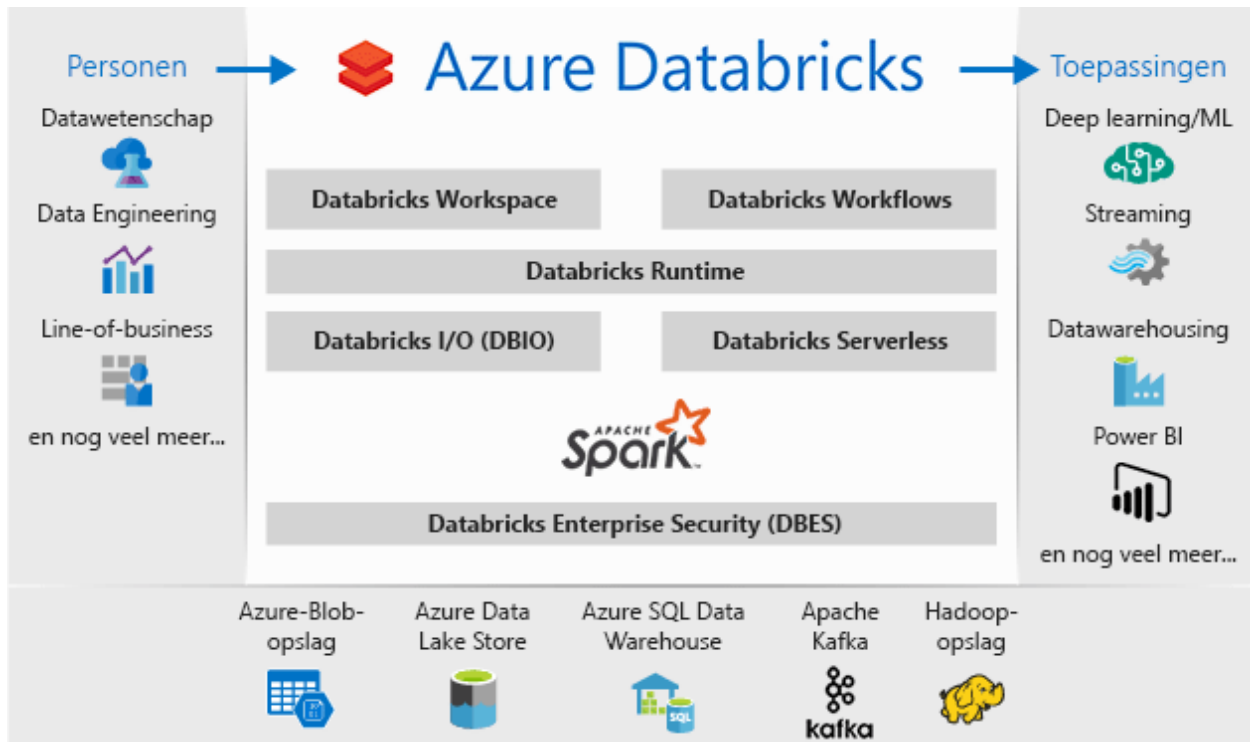 Personen
Azure Databricks
Toepassingen
Datawetenschap
Data Engineering
Line-of-business
en nog veel meer...
Databricks Workspace
Databricks Workflows
Databricks Runtime
Databricks I/O (DBIO)
Databricks Serverless
APACHE
Spark™
Databricks Enterprise Security (DBES)
Deep learning/ML
Streaming
Datawarehousing
Power BI
en nog veel meer...
Azure-Blob-
opslag
Azure Data
Lake Store
Azure SQL Data
Warehouse
SQL
Apache
Kafka
kafka
Hadoop-
opslag